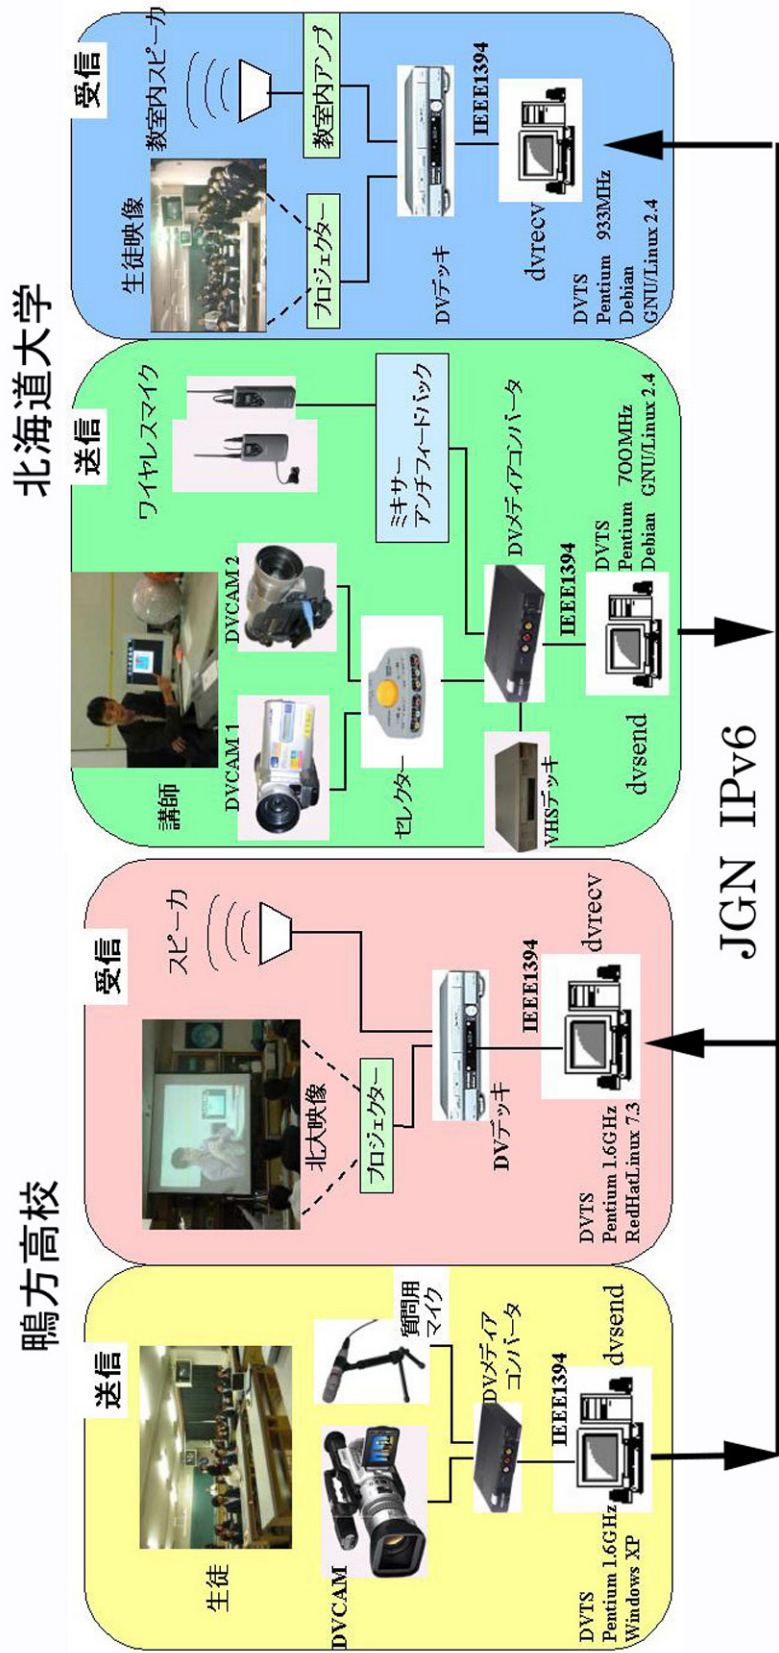 鴨方高校
送信
生徒
DVCAM
質問用
マイク
DVメディア
コンバータ
IEEE1394
DVTS
Pentium 1.6GHz
Windows XP
dvsend
受信
スピーカ
北大映像
プロジェクター
DVデッキ
IEEE1394
DVTS
Pentium 1.6GHz
RedHatLinux 7.3
dvrecv
北海道大学
送信
講師
DVCAM 1
DVCAM 2
ワイヤレスマイク
セレクター
ミキサー
アンチフィードバック
VHSデッキ
DVメディアコンバータ
IEEE1394
dvsend
DVTS
Pentium 700MHz
Debian GNU/Linux 2.4
受信
生徒映像
教室内スピーカ
プロジェクター
教室内アンプ
DVデッキ
IEEE1394
dvrecv
DVTS
Pentium 933MHz
Debian
GNU/Linux 2.4
JGN IPv6